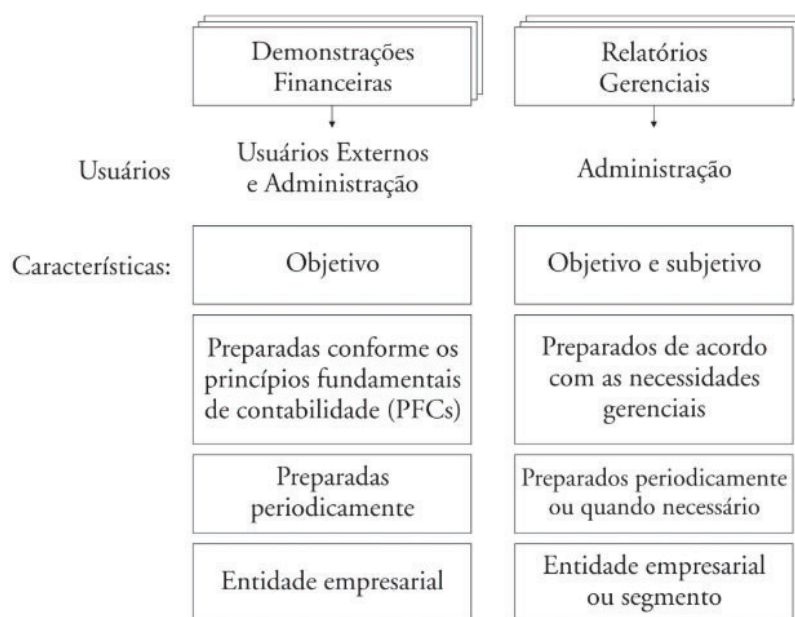 Demonstrações
Financeiras
Relatórios
Gerenciais
Usuários
Usuários Externos
e Administração
Administração
Características:
Objetivo
Objetivo e subjetivo
Preparadas conforme os
princípios fundamentais
de contabilidade (PFCs)
Preparados de acordo
com as necessidades
gerenciais
Preparadas
periodicamente
Preparados periodicamente
ou quando necessário
Entidade empresarial
Entidade empresarial
ou segmento